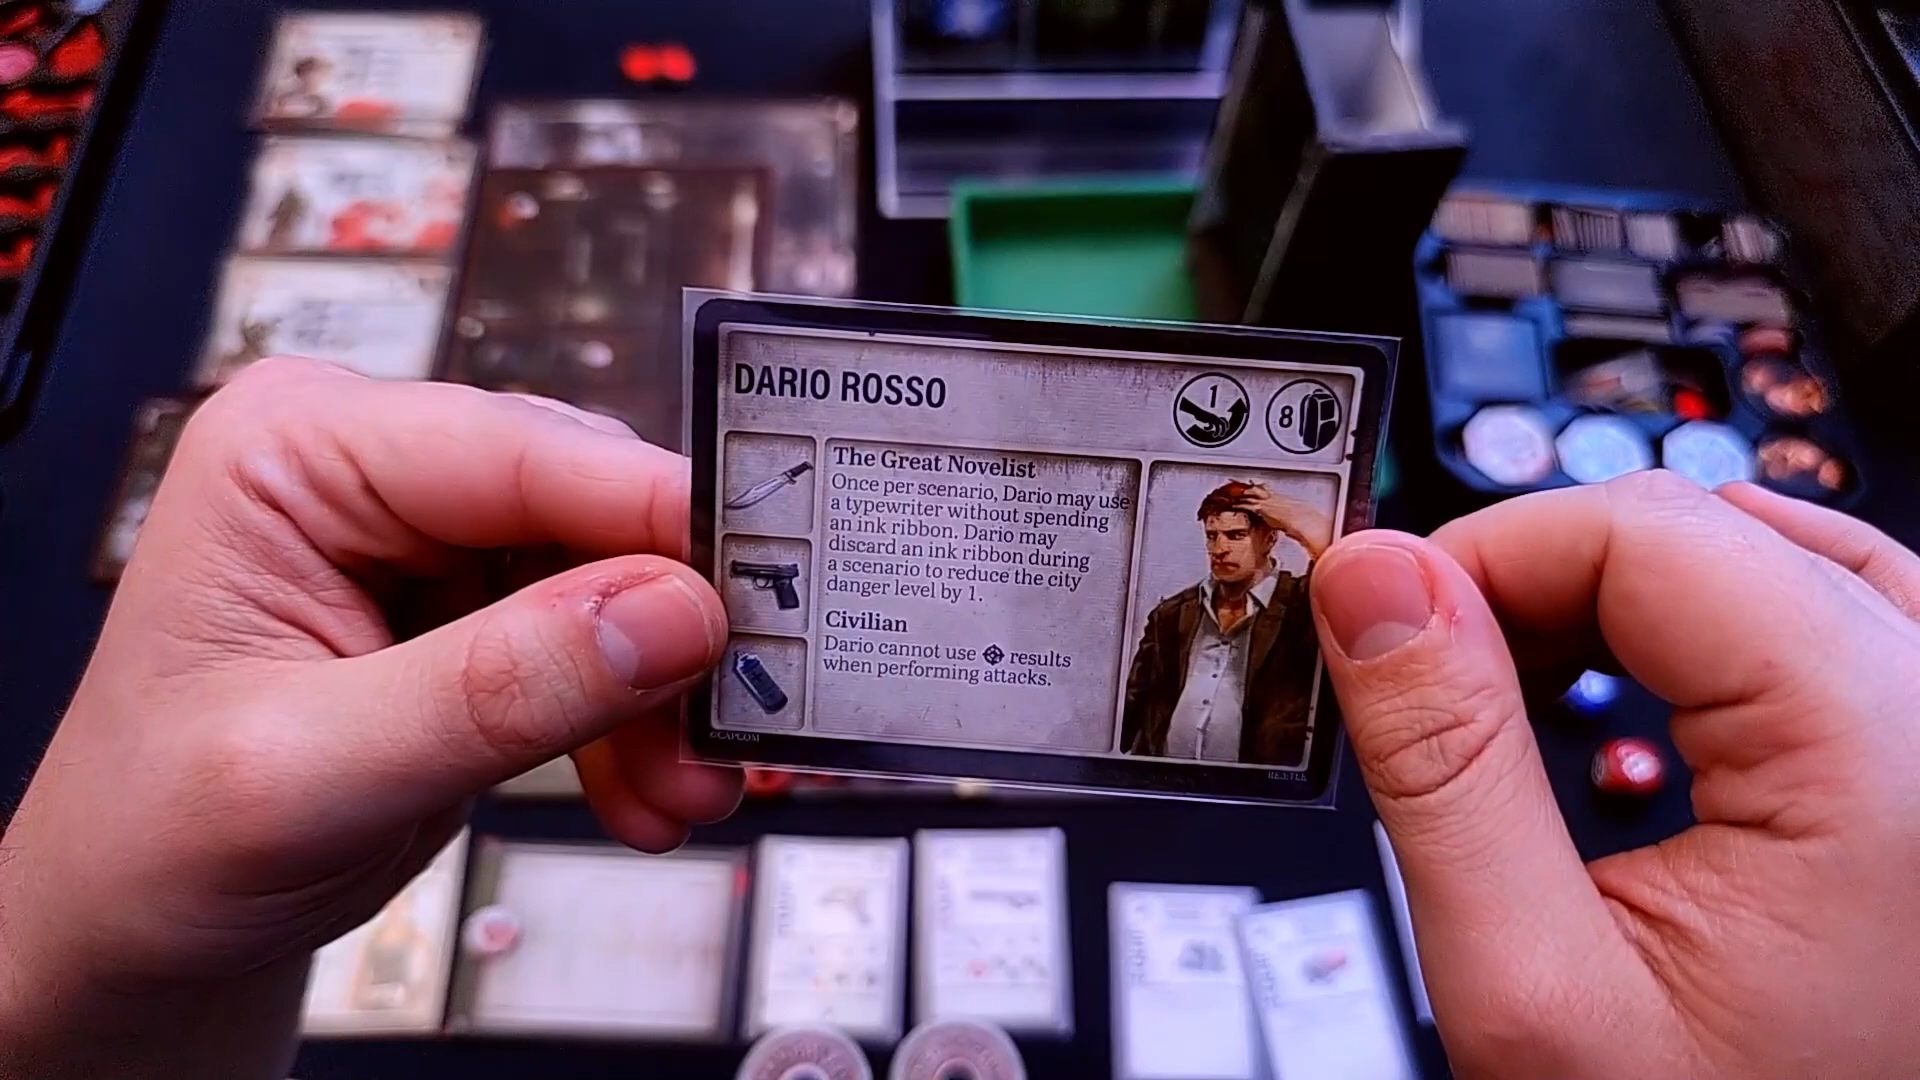 DARIO ROSSO
1
8
The Great Novelist
Once per scenario, Dario may use
a typewriter without spending
an ink ribbon. Dario may
discard an ink ribbon during
a scenario to reduce the city
danger level by 1.
Civilian
Dario cannot use results
when performing attacks.
©CAPCOM